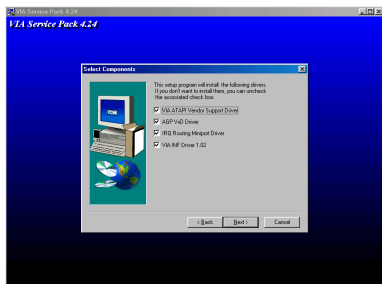 VIA Service Pack 4.24
VIA Service Pack 4.24
Select Components
This setup program will install the following drivers.
If you don't want to install them, you can uncheck
the associated check box.
VIA ATAPI Vendor Support Driver
AGP VxD Driver
IRQ Routing Miniport Driver
VIA INF Driver 1.02
< Back
Next >
Cancel